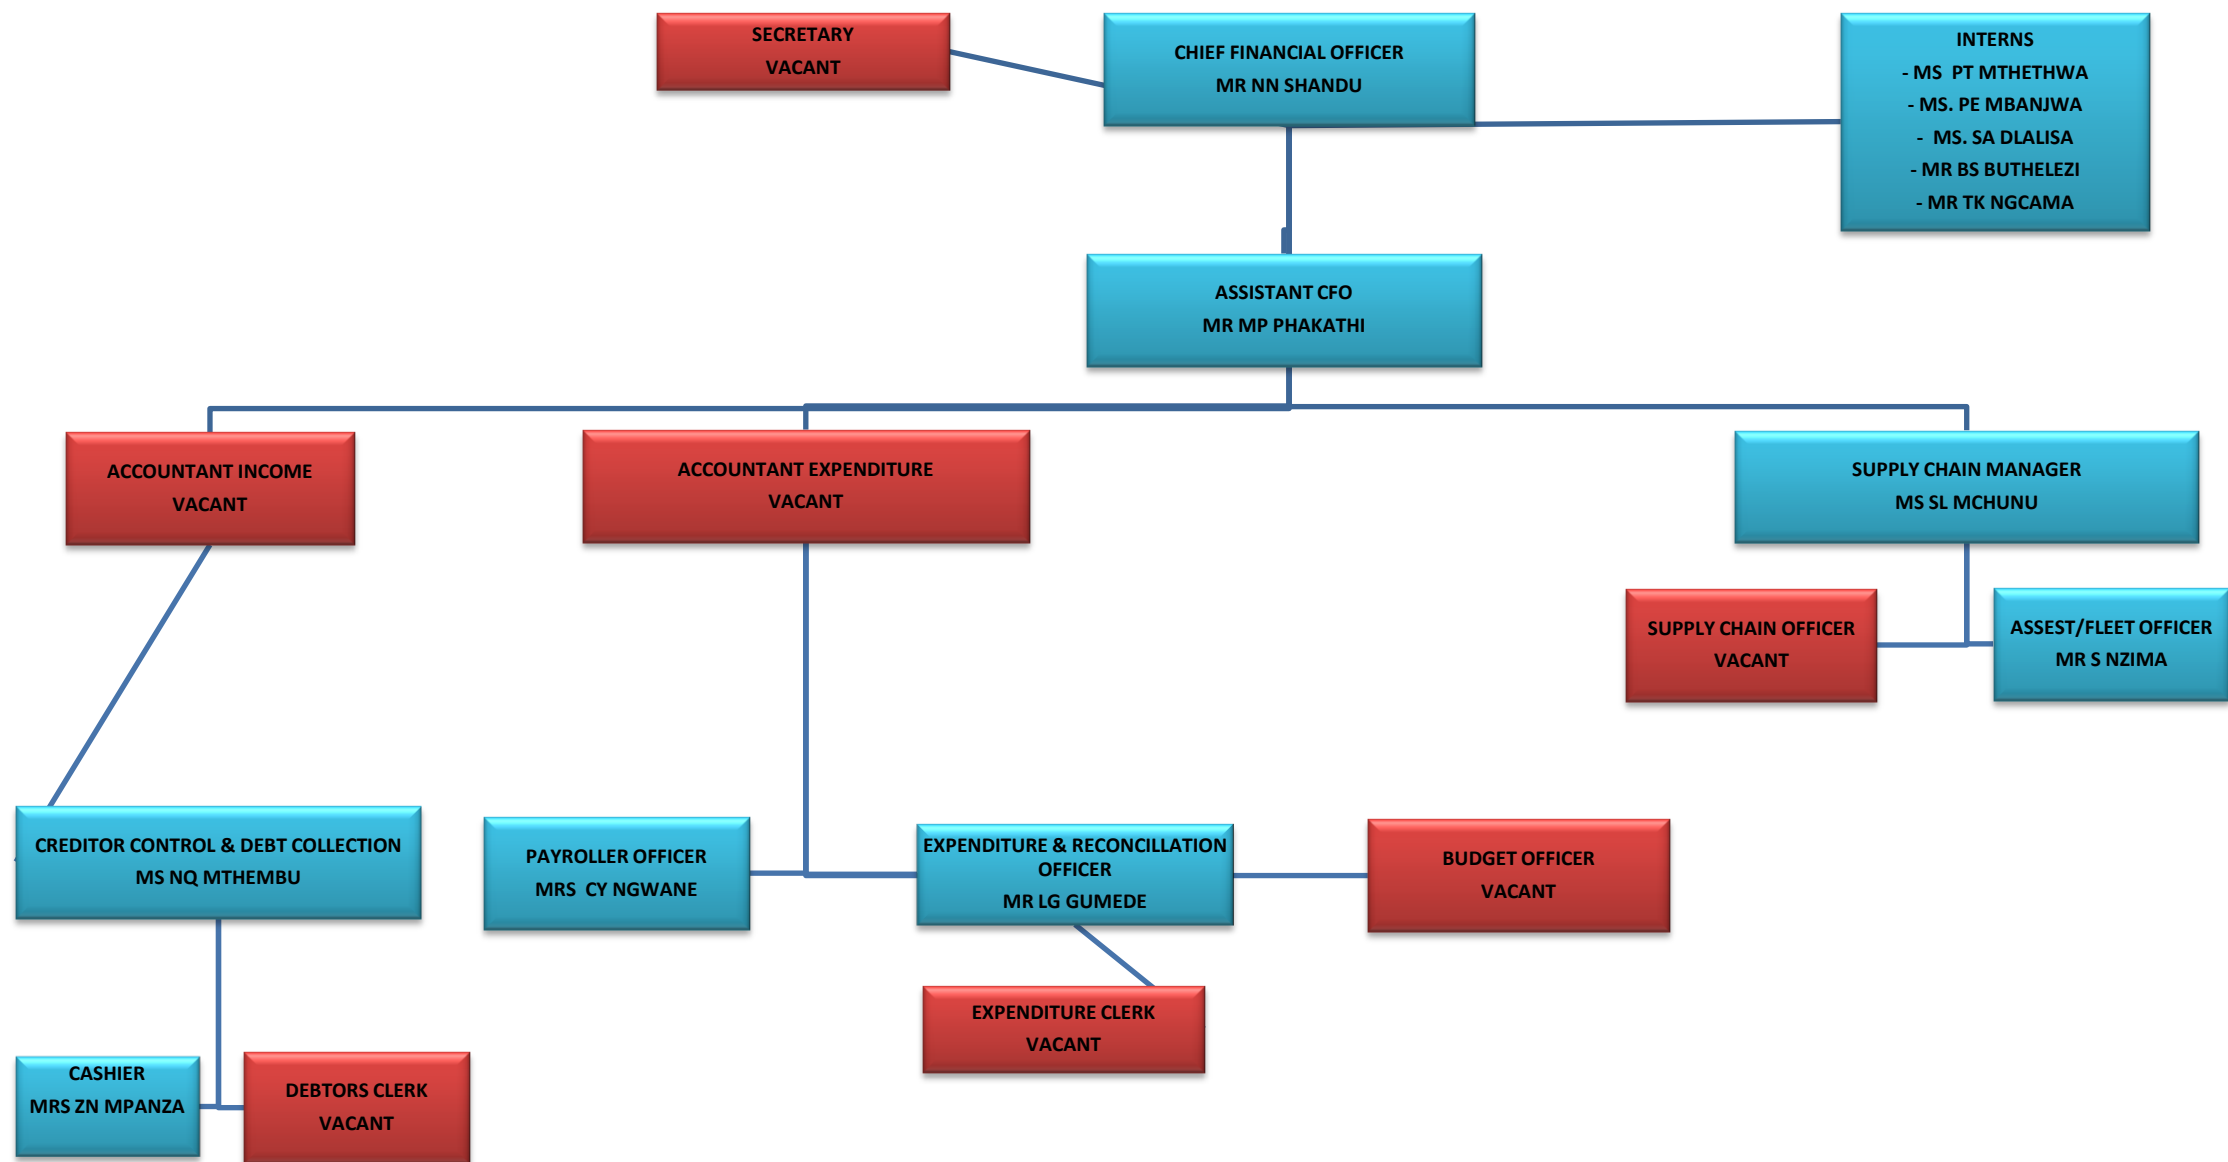 SECRETARY
VACANT
CHIEF FINANCIAL OFFICER
MR NN SHANDU
INTERNS
- MS  PT MTHETHWA
- MS. PE MBANJWA
-  MS. SA DLALISA
- MR BS BUTHELEZI
- MR TK NGCAMA
ASSISTANT CFO
MR MP PHAKATHI
ACCOUNTANT INCOME
VACANT
ACCOUNTANT EXPENDITURE
VACANT
SUPPLY CHAIN MANAGER
MS SL MCHUNU
SUPPLY CHAIN OFFICER
VACANT
ASSEST/FLEET OFFICER
MR S NZIMA
CREDITOR CONTROL & DEBT COLLECTION
MS NQ MTHEMBU
PAYROLLER OFFICER
MRS  CY NGWANE
EXPENDITURE & RECONCILLATION
OFFICER
MR LG GUMEDE
BUDGET OFFICER
VACANT
EXPENDITURE CLERK
VACANT
CASHIER
MRS ZN MPANZA
DEBTORS CLERK
VACANT